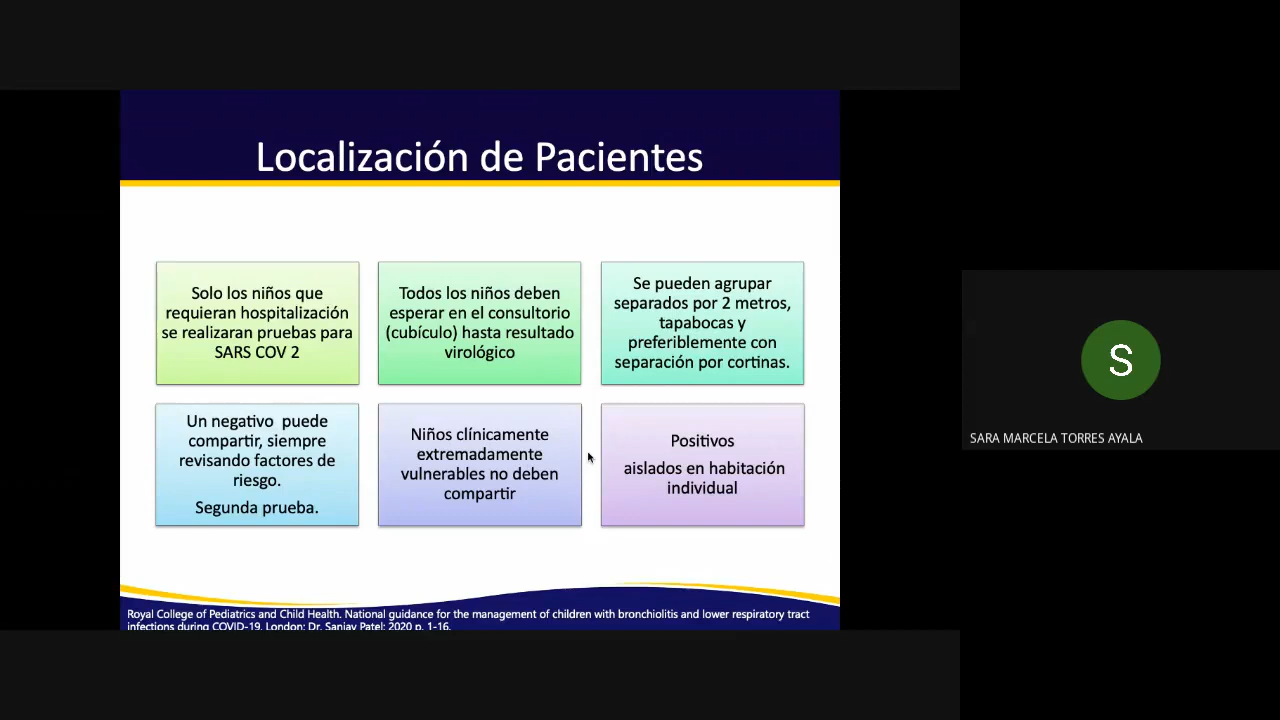 Localización de Pacientes
Solo los niños que
requieran hospitalización
se realizaran pruebas para
SARS COV 2
Todos los niños deben
esperar en el consultorio
(cubículo) hasta resultado
virológico
Se pueden agrupar
separados por 2 metros,
tapabocas y
preferiblemente con
separación por cortinas.
Un negativo puede
compartir, siempre
revisando factores de
riesgo.
Segunda prueba.
Niños clínicamente
extremadamente
vulnerables no deben
compartir
Positivos
aislados en habitación
individual
S
SARA MARCELA TORRES AYALA
Royal College of Pediatrics and Child Health. National guidance for the management of children with bronchiolitis and lower respiratory tract
infections during COVID-19. London: Dr. Sanjay Patel; 2020 p. 1-16.